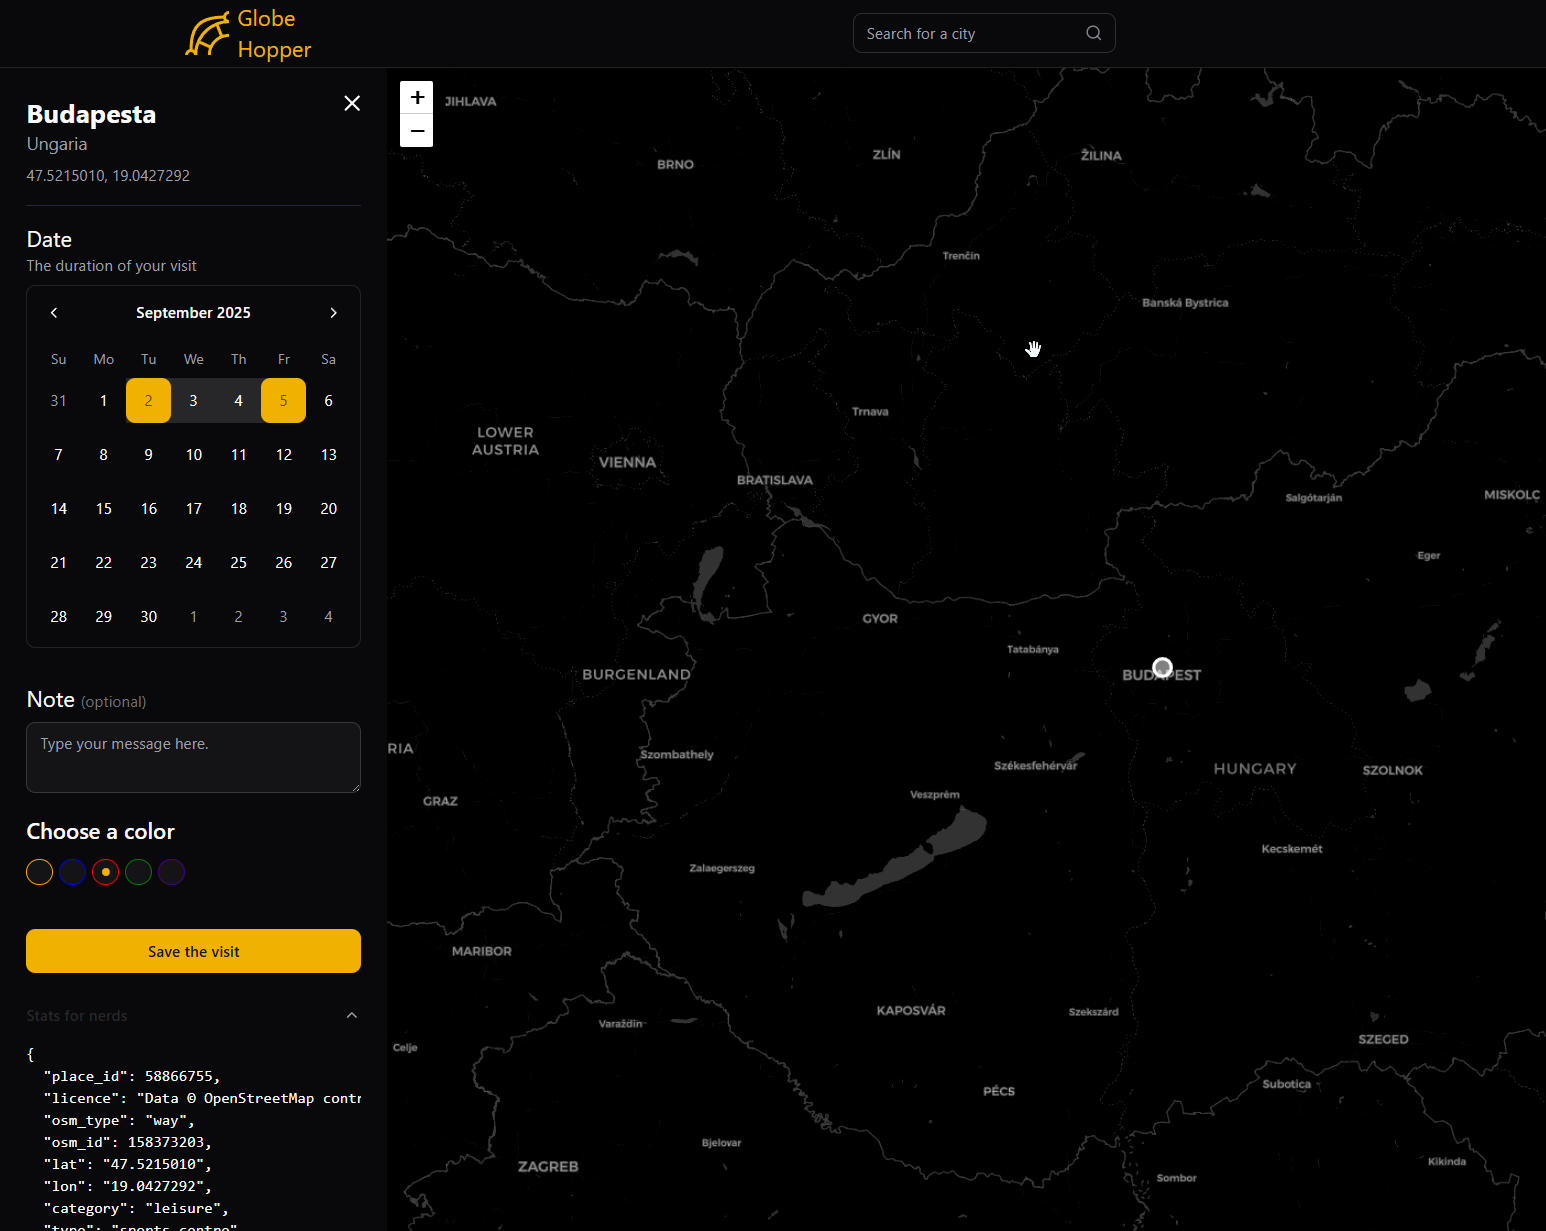 Globe
Hopper
Search for a city
Budapesta
Ungaria
47.5215010, 19.0427292
Date
The duration of your visit
September 2025
Su Mo Tu We Th Fr Sa
31 1 2 3 4 5 6
7 8 9 10 11 12 13
14 15 16 17 18 19 20
21 22 23 24 25 26 27
28 29 30 1 2 3 4
Note (optional)
Type your message here.
Choose a color
Save the visit
Stats for nerds
{
"place_id": 58866755,
"licence": "Data © OpenStreetMap contr
"osm_type": "way",
"osm_id": 158373203,
"lat": "47.5215010",
"lon": "19.0427292",
"category": "leisure",
"type": "sports_centre"
+
−
JIHLAVA
BRNO
ZLÍN
ŽILINA
Trenčín
Banská Bystrica
Trnava
LOWER
AUSTRIA
VIENNA
BRATISLAVA
Salgótarján
MISKOLC
Eger
GYOR
Tatabánya
BURGENLAND
BUDAPEST
RIA
Szombathely
Székesfehérvár
HUNGARY
SZOLNOK
Veszprém
GRAZ
Kecskemét
Zalaegerszeg
MARIBOR
KAPOSVÁR
Szekszárd
Varaždin
SZEGED
Celje
Subotica
PÉCS
Bjelovar
ZAGREB
Kikinda
Sombor